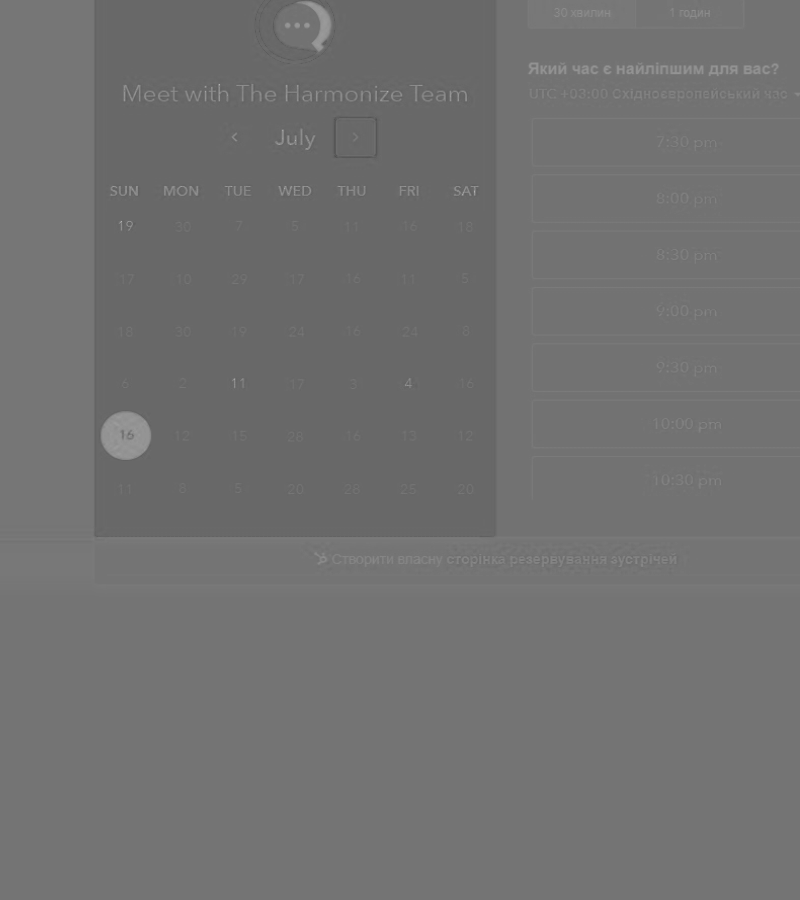 30 хвилин 1 годин
Який час є найліпшим для вас?
UTC +03:00 Східноєвропейський час
Meet with The Harmonize Team
July
SUN MON TUE WED THU FRI SAT
19 30 7 5 11 16 18
17 10 29 17 16 11 5
18 30 19 24 16 24 8
6 2 11 17 3 4 16
16 12 15 28 16 13 12
11 8 5 20 28 25 20
7:30 pm
8:00 pm
8:30 pm
9:00 pm
9:30 pm
10:00 pm
10:30 pm
Створити власну сторінка резервування зустрічей